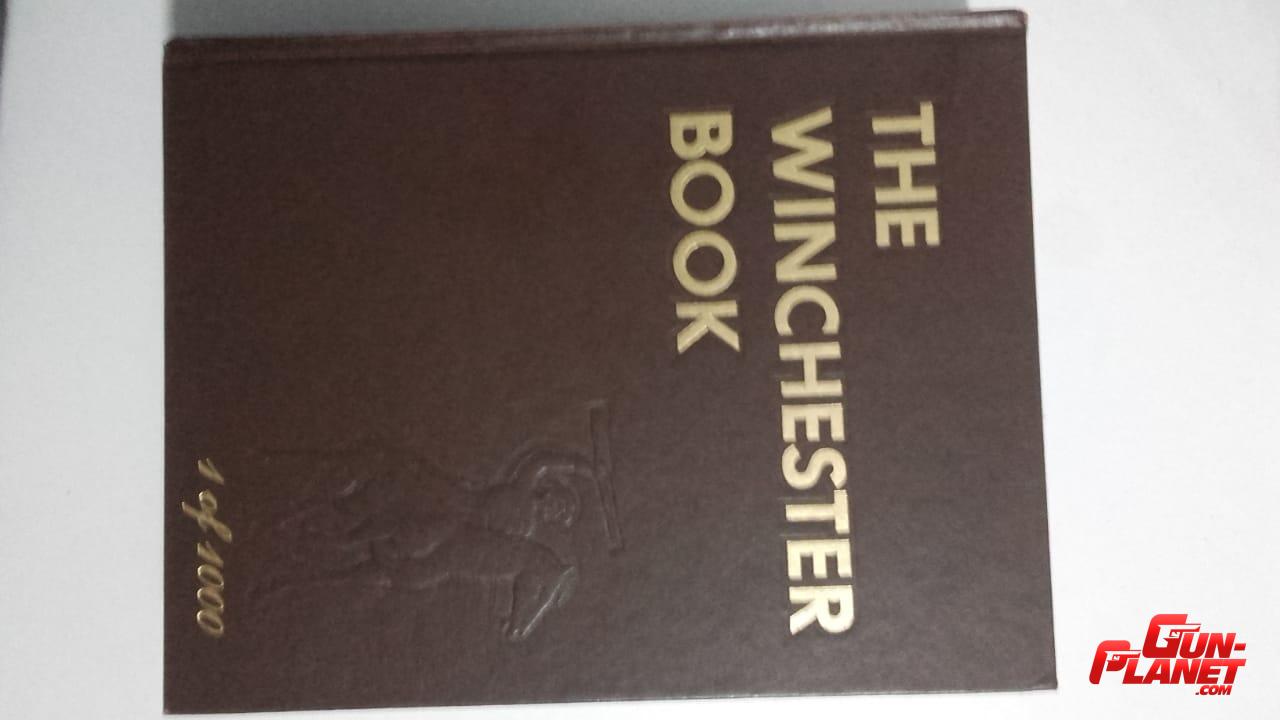 THE
WINCHESTER
BOOK
1 of 1000
GUN-
PLANET
.COM